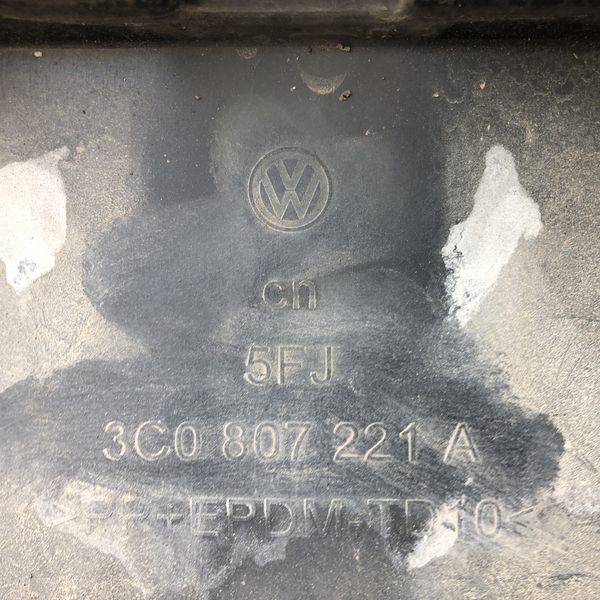 cn
5FJ
3C0 807 221 A
>PP+EPDM-TD10<